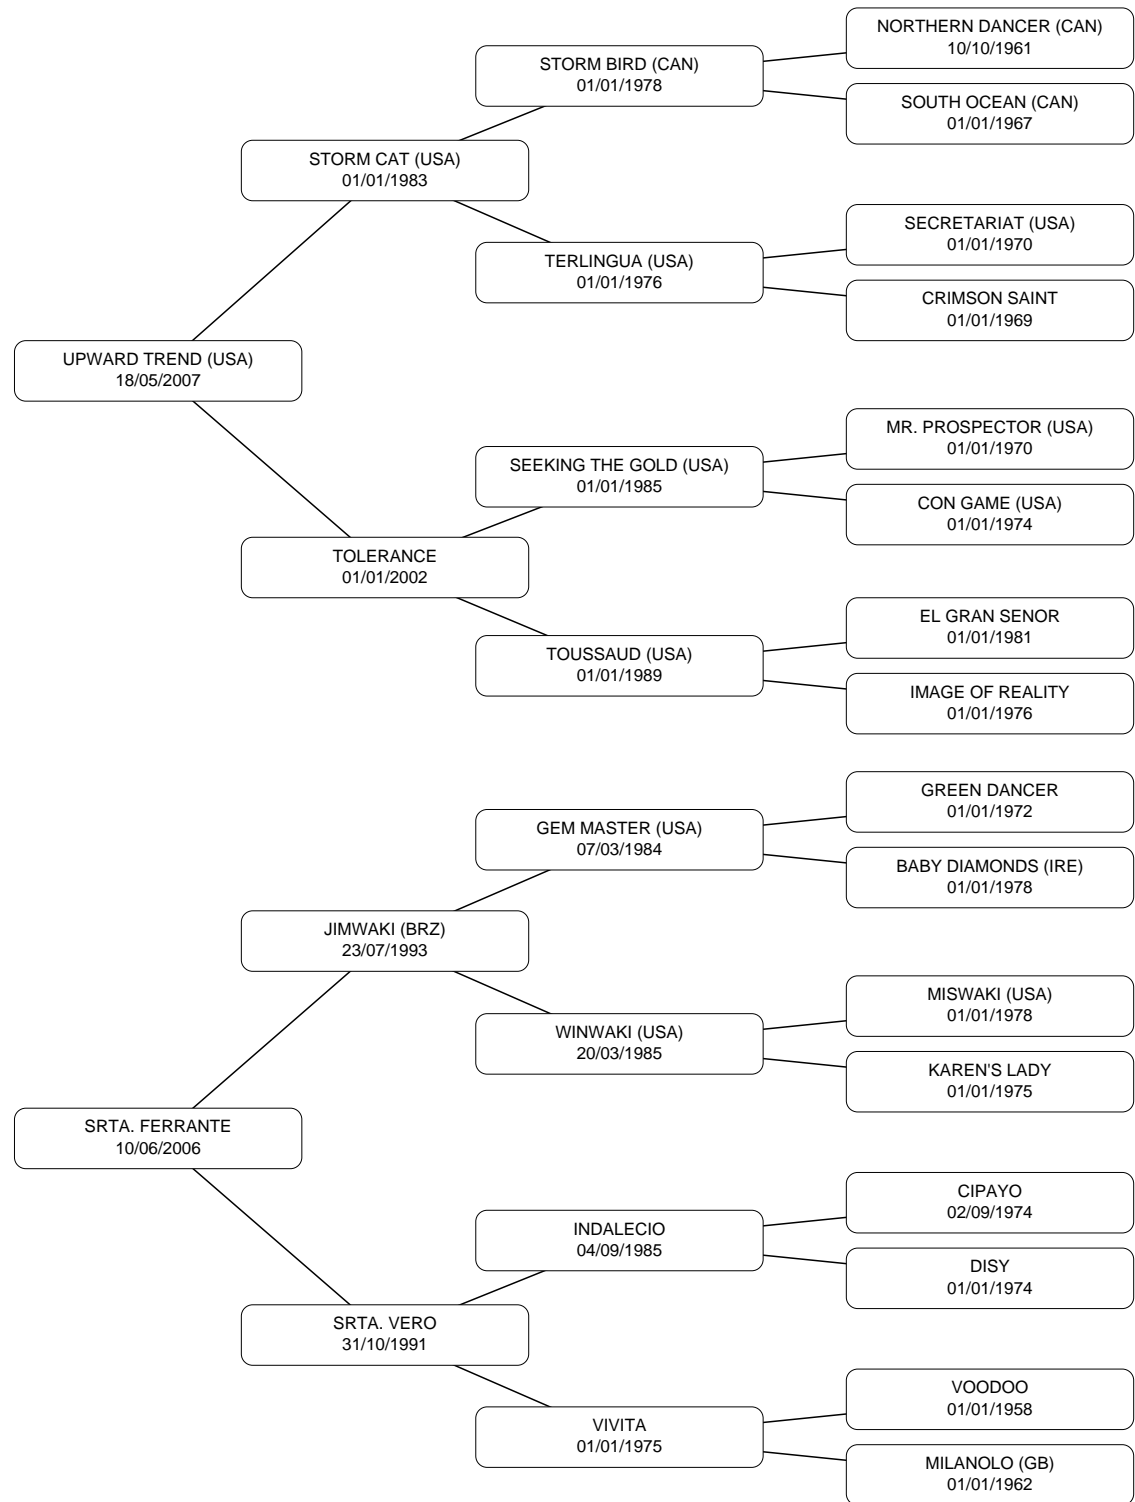 NORTHERN DANCER (CAN)
10/10/1961
STORM BIRD (CAN)
01/01/1978
SOUTH OCEAN (CAN)
01/01/1967
STORM CAT (USA)
01/01/1983
SECRETARIAT (USA)
01/01/1970
TERLINGUA (USA)
01/01/1976
CRIMSON SAINT
01/01/1969
UPWARD TREND (USA)
18/05/2007
MR. PROSPECTOR (USA)
01/01/1970
SEEKING THE GOLD (USA)
01/01/1985
CON GAME (USA)
01/01/1974
TOLERANCE
01/01/2002
EL GRAN SENOR
01/01/1981
TOUSSAUD (USA)
01/01/1989
IMAGE OF REALITY
01/01/1976
GREEN DANCER
01/01/1972
GEM MASTER (USA)
07/03/1984
BABY DIAMONDS (IRE)
01/01/1978
JIMWAKI (BRZ)
23/07/1993
MISWAKI (USA)
01/01/1978
WINWAKI (USA)
20/03/1985
KAREN'S LADY
01/01/1975
SRTA. FERRANTE
10/06/2006
CIPAYO
02/09/1974
INDALECIO
04/09/1985
DISY
01/01/1974
SRTA. VERO
31/10/1991
VOODOO
01/01/1958
VIVITA
01/01/1975
MILANOLO (GB)
01/01/1962